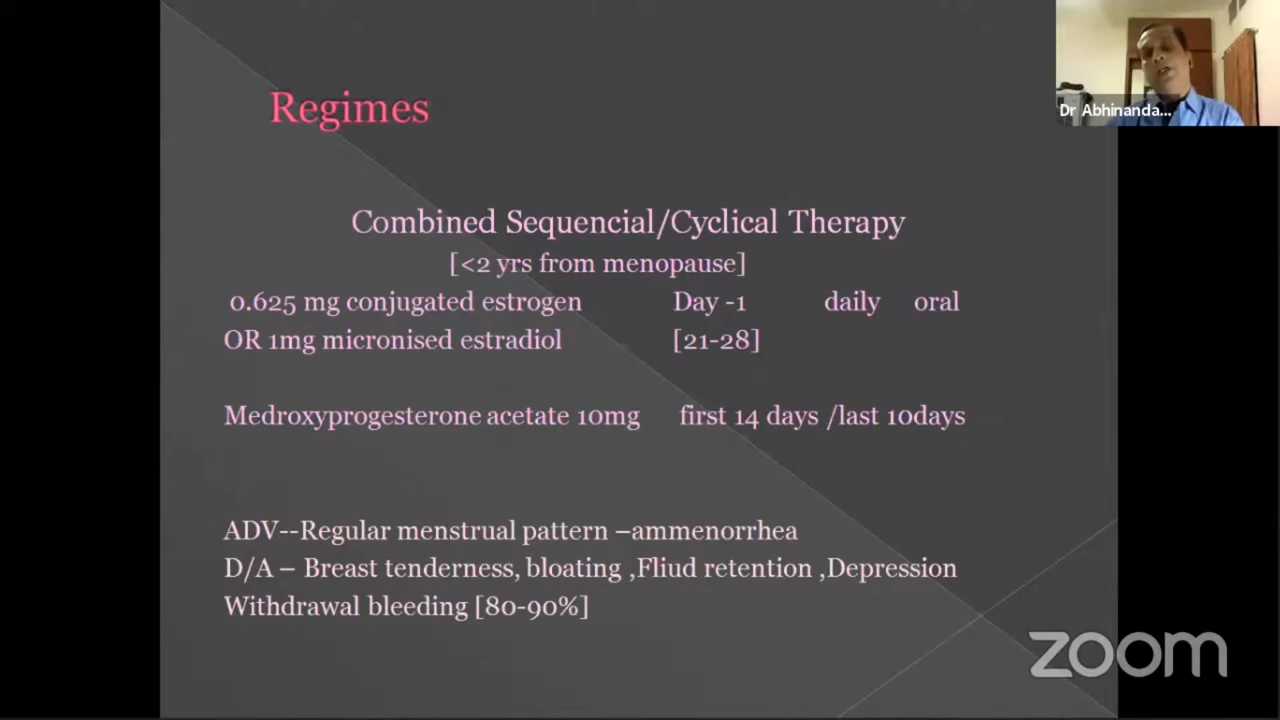 Regimes
Dr Abhinanda...
Combined Sequencial/Cyclical Therapy
[<2 yrs from menopause]
0.625 mg conjugated estrogen Day -1 daily oral
OR 1mg micronised estradiol [21-28]
Medroxyprogesterone acetate 10mg first 14 days /last 10days
ADV--Regular menstrual pattern –ammenorrhea
D/A – Breast tenderness, bloating ,Fliud retention ,Depression
Withdrawal bleeding [80-90%]
zoom